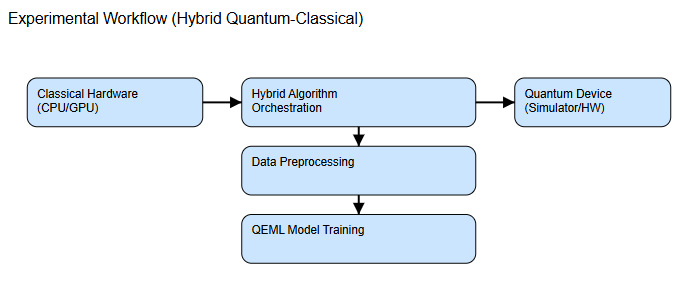 Experimental Workflow (Hybrid Quantum-Classical)
Classical Hardware
(CPU/GPU)
Hybrid Algorithm
Orchestration
Quantum Device
(Simulator/HW)
Data Preprocessing
QEML Model Training